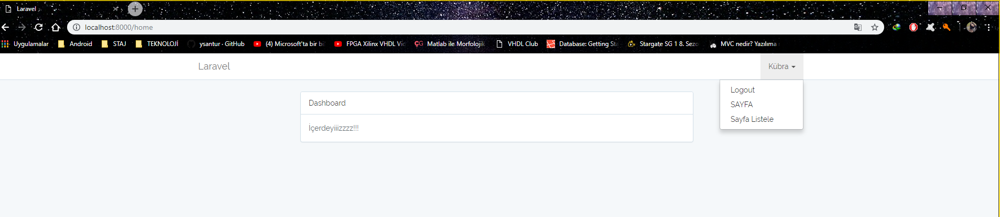 Laravel
localhost:8000/home
Uygulamalar Android STAJ TEKNOLOJİ ysantur · GitHub (4) Microsoft'ta bir bi FPGA Xilinx VHDL Vid ÇG Matlab ile Morfolojik VHDL Club Database: Getting Sta Stargate SG 1 8. Sezo MVC nedir? Yazılıma
Laravel Kübra
Logout
SAYFA
Sayfa Listele
Dashboard
İçerdeyiiizzzz!!!